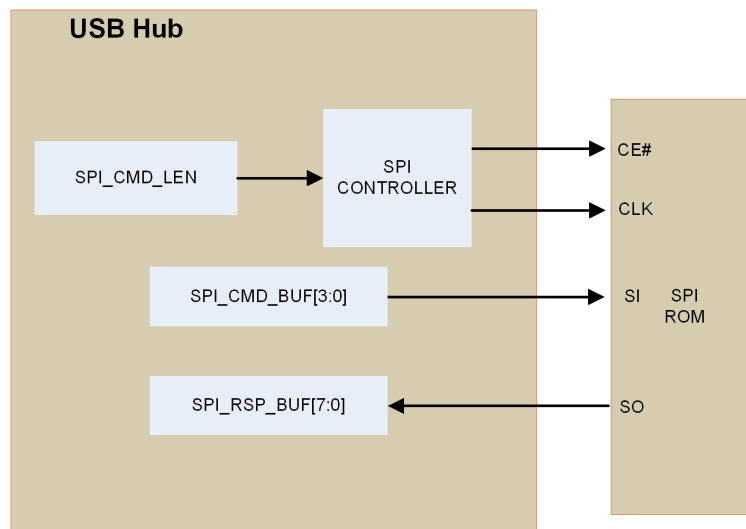 USB Hub
SPI_CMD_LEN
SPI
CONTROLLER
CE#
CLK
SPI_CMD_BUF[3:0]
SI
SPI
ROM
SPI_RSP_BUF[7:0]
SO